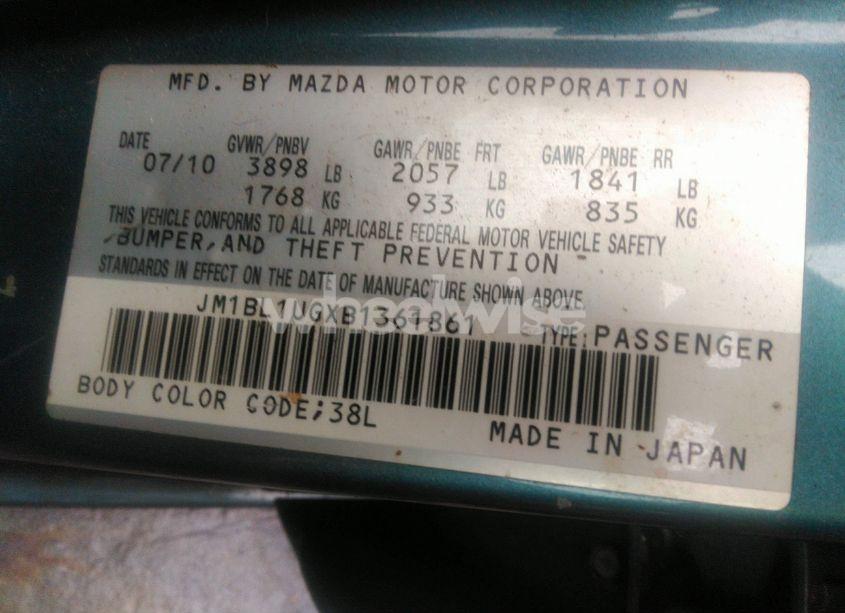 MFD. BY MAZDA MOTOR CORPORATION
DATE GVWR/PNBV GAWR/PNBE FRT GAWR/PNBE RR
07/10 3898 LB 2057 LB 1841 LB
1768 KG 933 KG 835 KG
THIS VEHICLE CONFORMS TO ALL APPLICABLE FEDERAL MOTOR VEHICLE SAFETY
,BUMPER,AND THEFT PREVENTION
STANDARDS IN EFFECT ON THE DATE OF MANUFACTURE SHOWN ABOVE.
JM1BL1UGXB1361861 TYPE: PASSENGER
wheelwise
BODY COLOR CODE;38L
MADE IN JAPAN